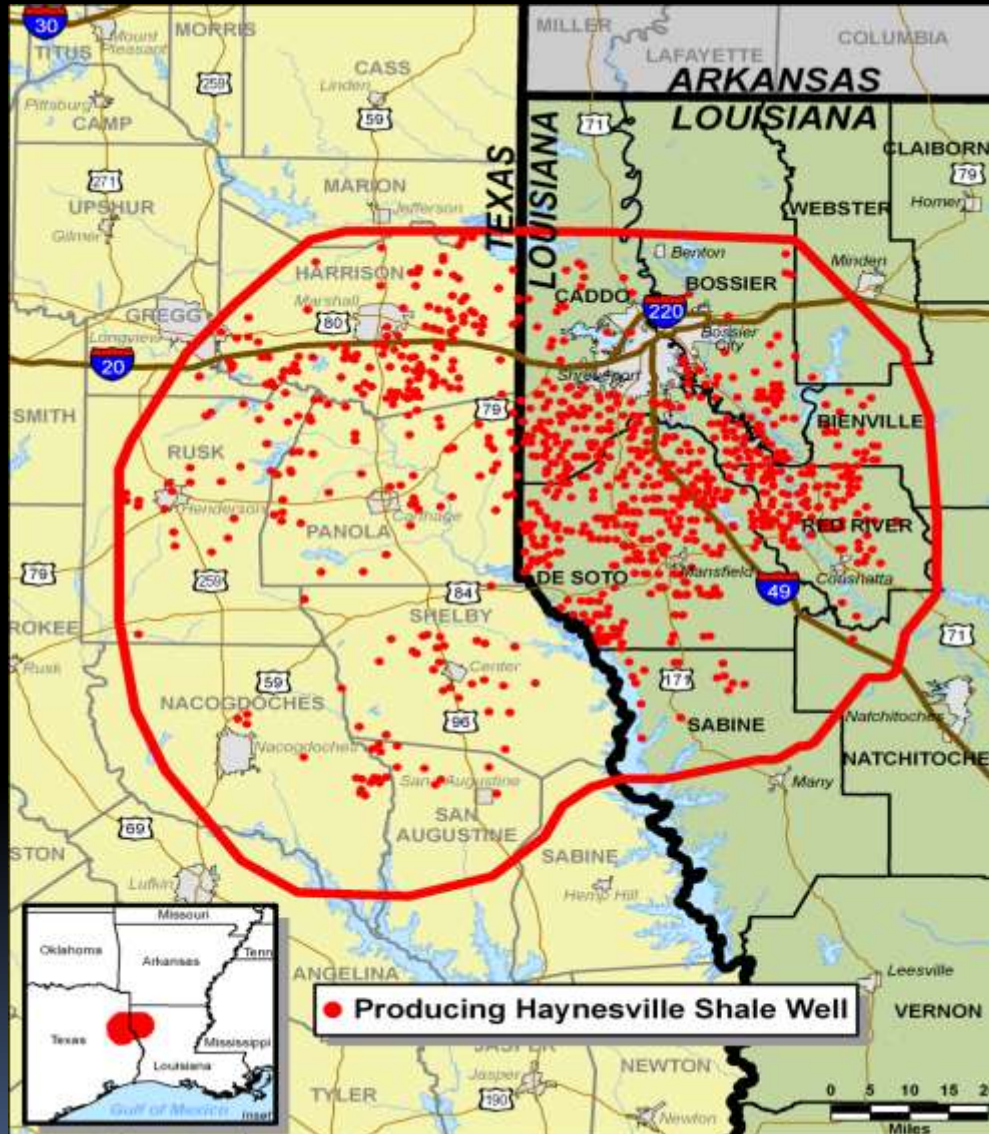 30
MORRIS
MILLER
COLUMBIA
TITUS
Mount
Pleasant
LAFAYETTE
259
CASS
Linden
ARKANSAS
Pittsburg
CAMP
59
71
LOUISIANA
TEXAS
LOUISIANA
CLAIBORN
79
271
MARION
UPSHUR
Jefferson
WEBSTER
Homer
Gilmer
Benton
Minden
HARRISON
BOSSIER
Marshall
CADDO
220
GREGG
80
Bossier
City
Longview
20
Shreveport
79
SMITH
BIENVILLE
RUSK
Henderson
Carthage
PANOLA
RED RIVER
79
259
DE SOTO
Mansfield
Coushatta
84
49
SHELBY
ROKEE
71
Rusk
Center
59
171
NACOGDOCHES
96
SABINE
Natchitoches
Nacogdoches
NATCHITOCHE
San Augustine
Many
69
SAN
AUGUSTINE
STON
SABINE
Lufkin
Hemp Hill
Missouri
Oklahoma
Tenn
Arkansas
ANGELINA
Leesville
Producing Haynesville Shale Well
VERNON
Texas
Mississippi
Louisiana
JASPER
NEWTON
Jasper
TYLER
190
Gulf of Mexico
inset
Newton
0 5 10 15 20
Miles